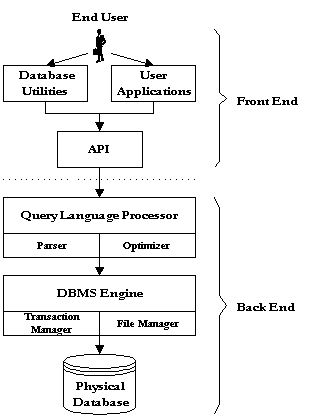 End User
Database
Utilities
User
Applications
Front End
API
Query Language Processor
Parser
Optimizer
DBMS Engine
Transaction
Manager
File Manager
Back End
Physical
Database